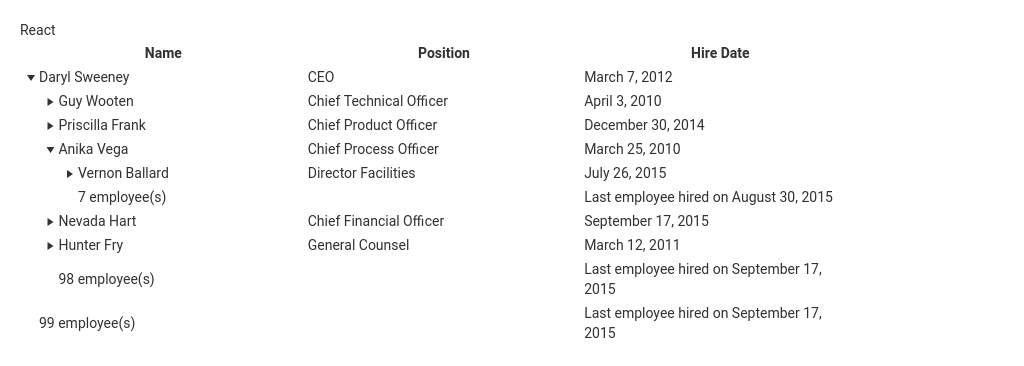 React
Name Position Hire Date
Daryl Sweeney CEO March 7, 2012
Guy Wooten Chief Technical Officer April 3, 2010
Priscilla Frank Chief Product Officer December 30, 2014
Anika Vega Chief Process Officer March 25, 2010
Vernon Ballard Director Facilities July 26, 2015
7 employee(s) Last employee hired on August 30, 2015
Nevada Hart Chief Financial Officer September 17, 2015
Hunter Fry General Counsel March 12, 2011
98 employee(s) Last employee hired on September 17,
2015
99 employee(s) Last employee hired on September 17,
2015